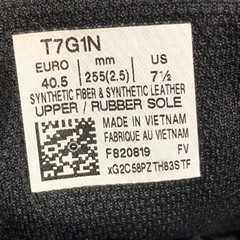 T7G1N
EURO mm US
40.5 255(2.5) 7½
SYNTHETIC FIBER & SYNTHETIC LEATHER
UPPER / RUBBER SOLE
MADE IN VIETNAM
FABRIQUE AU VIETNAM
F820819 FV
XG2C58PZTH63STF